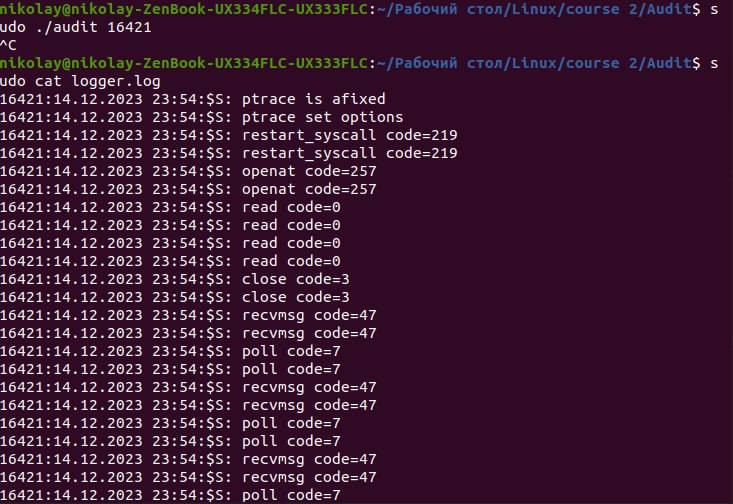 nikolay@nikolay-ZenBook-UX334FLC-UX333FLC:~/Рабочий стол/Linux/course 2/Audit$ s
udo ./audit 16421
^C
nikolay@nikolay-ZenBook-UX334FLC-UX333FLC:~/Рабочий стол/Linux/course 2/Audit$ s
udo cat logger.log
16421:14.12.2023 23:54:$S: ptrace is afixed
16421:14.12.2023 23:54:$S: ptrace set options
16421:14.12.2023 23:54:$S: restart_syscall code=219
16421:14.12.2023 23:54:$S: restart_syscall code=219
16421:14.12.2023 23:54:$S: openat code=257
16421:14.12.2023 23:54:$S: openat code=257
16421:14.12.2023 23:54:$S: read code=0
16421:14.12.2023 23:54:$S: read code=0
16421:14.12.2023 23:54:$S: read code=0
16421:14.12.2023 23:54:$S: read code=0
16421:14.12.2023 23:54:$S: close code=3
16421:14.12.2023 23:54:$S: close code=3
16421:14.12.2023 23:54:$S: recvmsg code=47
16421:14.12.2023 23:54:$S: recvmsg code=47
16421:14.12.2023 23:54:$S: poll code=7
16421:14.12.2023 23:54:$S: poll code=7
16421:14.12.2023 23:54:$S: recvmsg code=47
16421:14.12.2023 23:54:$S: recvmsg code=47
16421:14.12.2023 23:54:$S: poll code=7
16421:14.12.2023 23:54:$S: poll code=7
16421:14.12.2023 23:54:$S: recvmsg code=47
16421:14.12.2023 23:54:$S: recvmsg code=47
16421:14.12.2023 23:54:$S: poll code=7